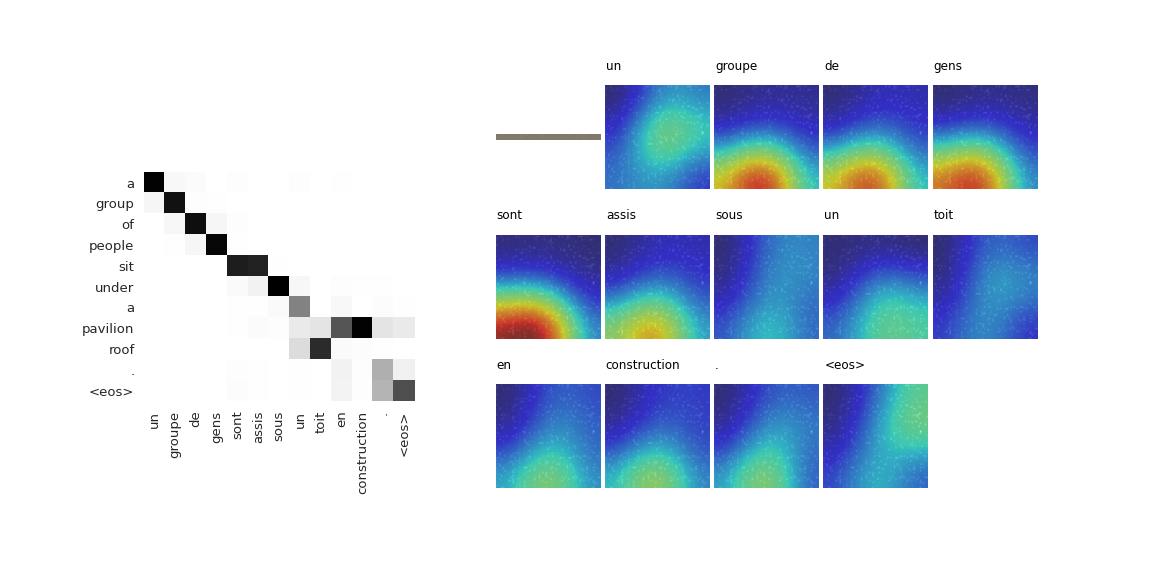 a
group
of
people
sit
under
a
pavilion
roof
.
<eos>
un
groupe
de
gens
sont
assis
sous
un
toit
en
construction
.
<eos>
un groupe de gens
sont assis sous un toit
en construction . <eos>